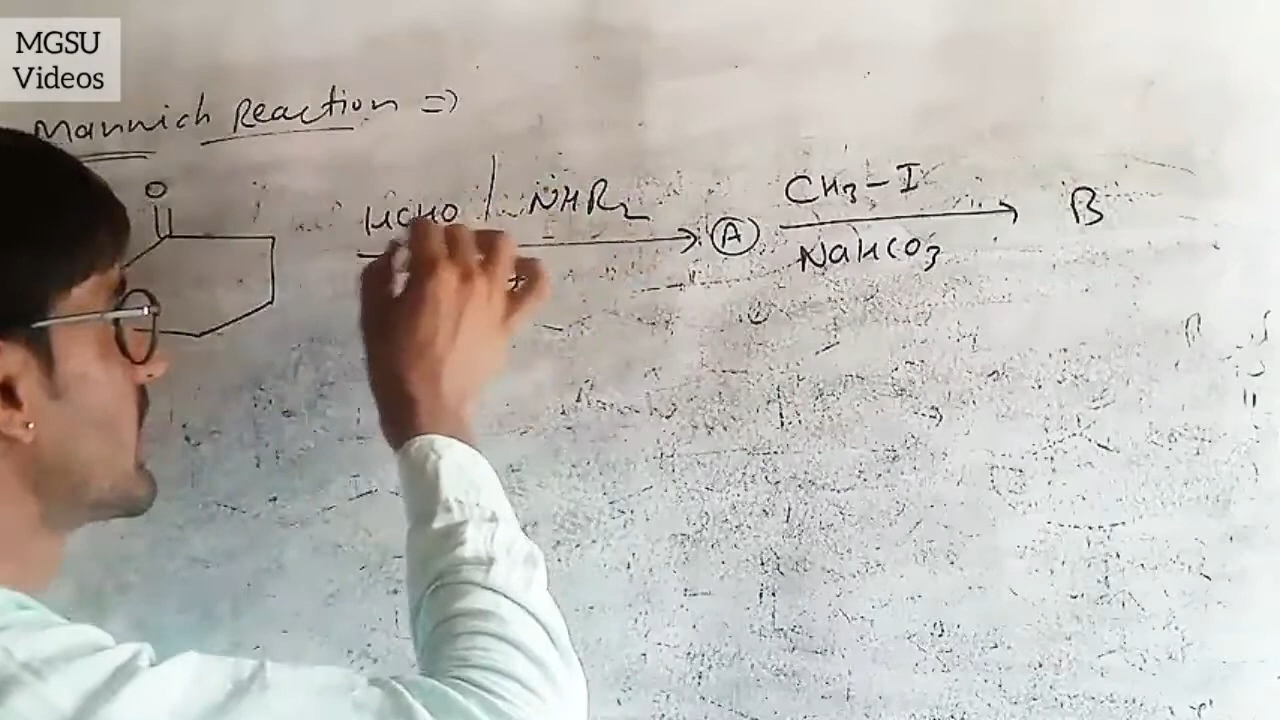 MGSU
Videos
Mannich Reaction =>
O
HCHO / NHR2
A
CH3-I
NaHCO3
B